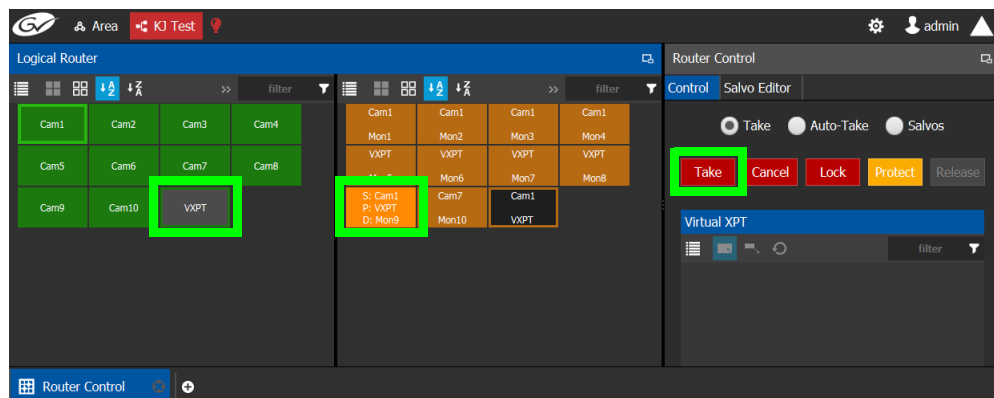 GV Area KJ Test admin
Logical Router
Router Control
filter
filter
Control Salvo Editor
Cam1 Cam2 Cam3 Cam4
Cam5 Cam6 Cam7 Cam8
Cam9 Cam10 VXPT
Cam1 Cam1 Cam1 Cam1
Mon1 Mon2 Mon3 Mon4
VXPT VXPT VXPT VXPT
Mon6 Mon7 Mon8
S: Cam1 Cam7 Cam1
P: VXPT
D: Mon9 Mon10 VXPT
Take Auto-Take Salvos
Take Cancel Lock Protect Release
Virtual XPT
filter
Router Control